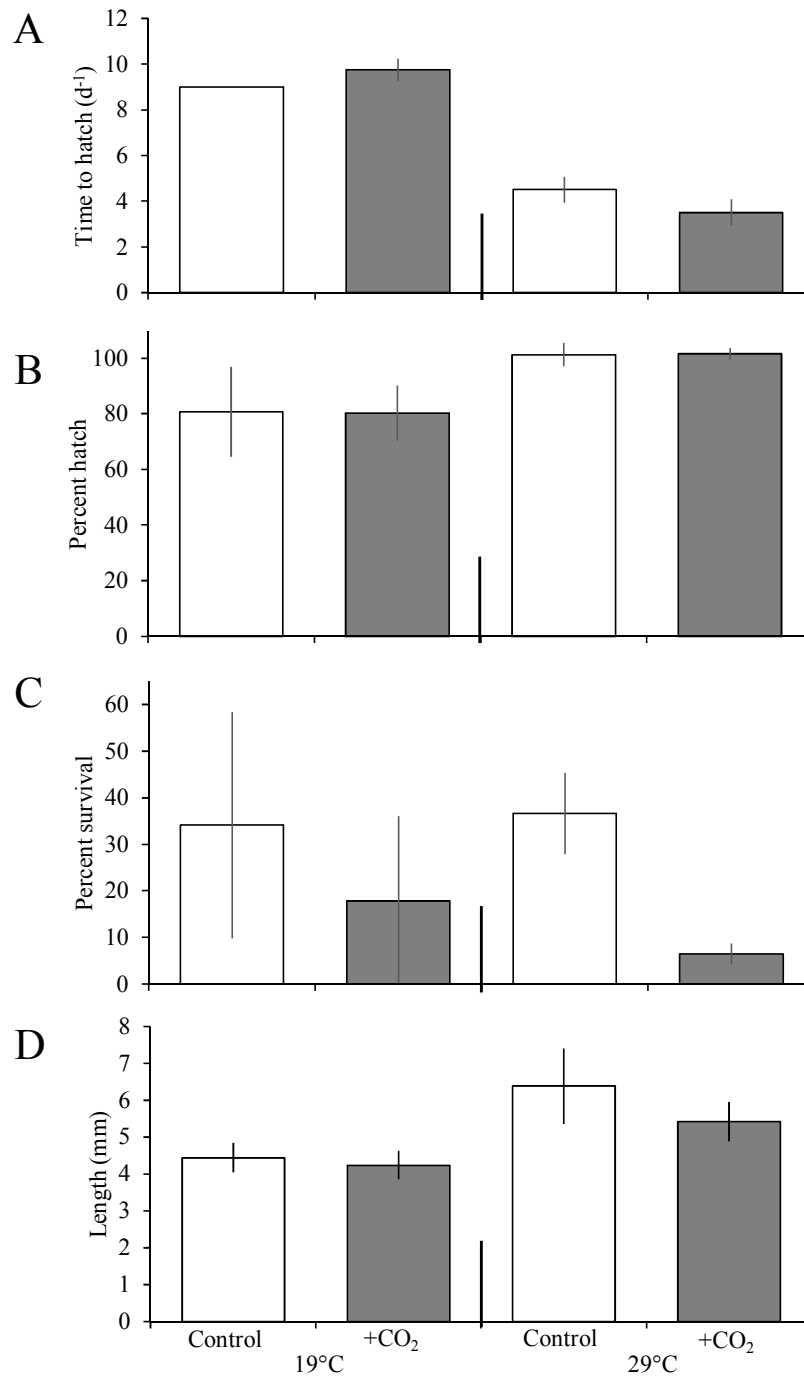 A
Time to hatch (d⁻¹)
12
10
8
6
4
2
0
B
Percent hatch
100
80
60
40
20
0
C
Percent survival
60
50
40
30
20
10
0
D
Length (mm)
8
7
6
5
4
3
2
1
0
Control +CO₂ Control +CO₂
19°C 29°C